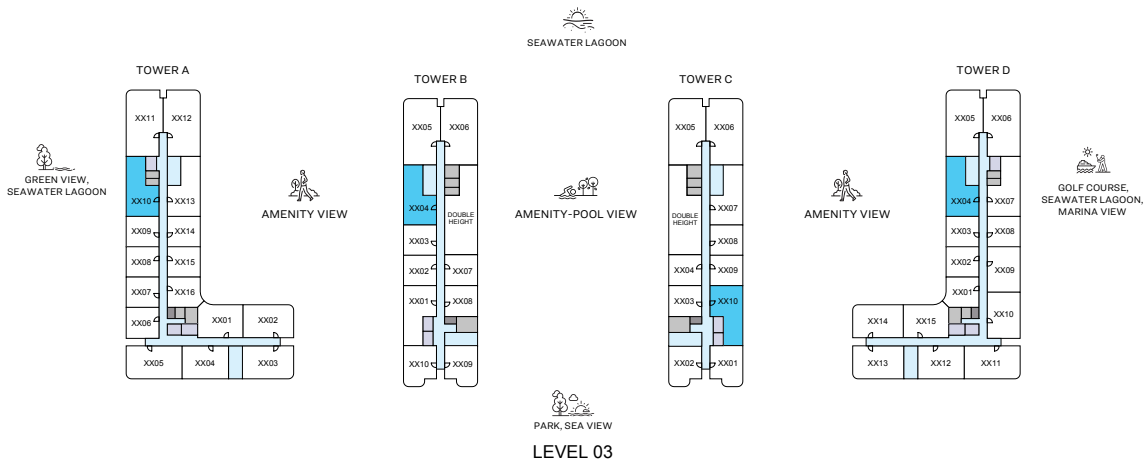 SEAWATER LAGOON
TOWER A
TOWER B
TOWER C
TOWER D
GREEN VIEW,
SEAWATER LAGOON
AMENITY VIEW
AMENITY-POOL VIEW
AMENITY VIEW
GOLF COURSE,
SEAWATER LAGOON,
MARINA VIEW
XX11
XX12
XX10
XX13
XX09
XX14
XX08
XX15
XX07
XX16
XX06
XX01
XX02
XX05
XX04
XX03
XX05
XX06
XX04
DOUBLE
HEIGHT
XX03
XX02
XX07
XX01
XX08
XX10
XX09
XX05
XX06
DOUBLE
HEIGHT
XX07
XX08
XX04
XX09
XX03
XX10
XX02
XX01
XX05
XX06
XX04
XX07
XX03
XX08
XX02
XX09
XX01
XX10
XX14
XX15
XX13
XX12
XX11
PARK, SEA VIEW
LEVEL 03